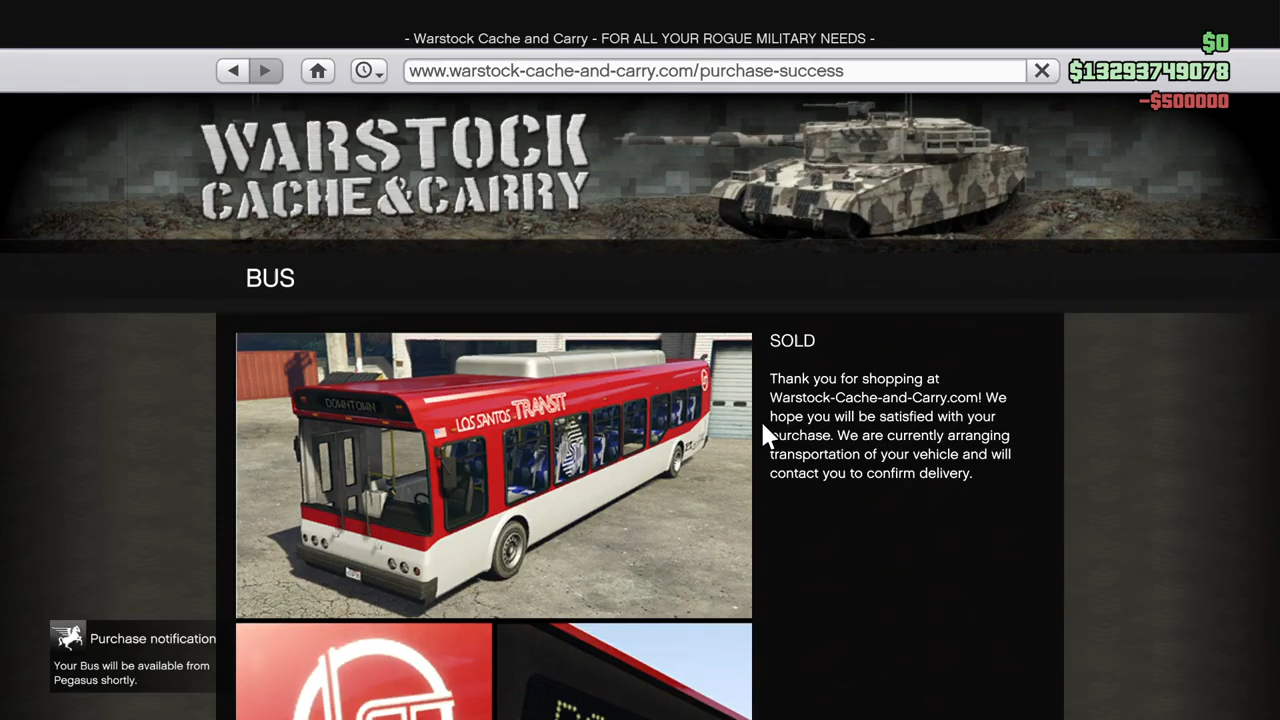 - Warstock Cache and Carry - FOR ALL YOUR ROGUE MILITARY NEEDS -
$0
www.warstock-cache-and-carry.com/purchase-success
$13293749078
-$500000
WARSTOCK
CACHE&CARRY
BUS
DOWNTOWN
LOS SANTOS TRANSIT
SOLD
Thank you for shopping at
Warstock-Cache-and-Carry.com! We
hope you will be satisfied with your
purchase. We are currently arranging
transportation of your vehicle and will
contact you to confirm delivery.
Purchase notification
Your Bus will be available from
Pegasus shortly.